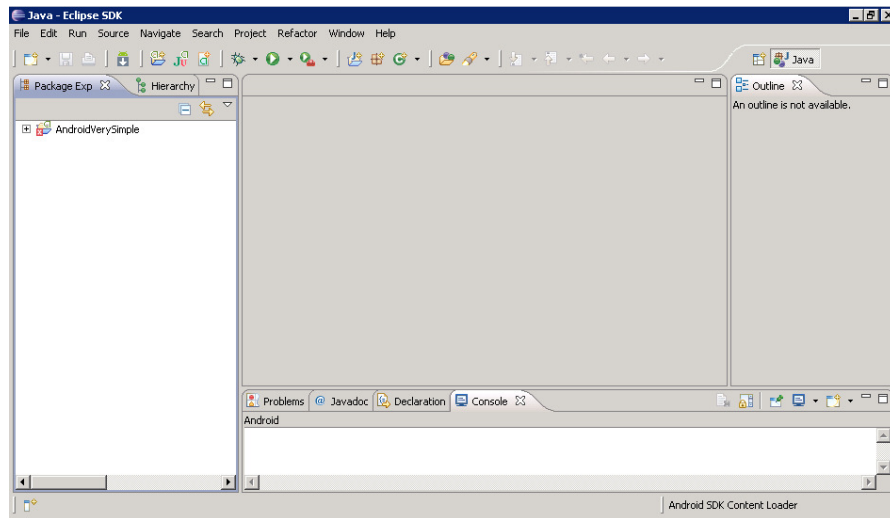 Java - Eclipse SDK
File Edit Run Source Navigate Search Project Refactor Window Help
Java
Package Exp Hierarchy
Outline
An outline is not available.
AndroidVerySimple
Problems @ Javadoc Declaration Console
Android
Android SDK Content Loader